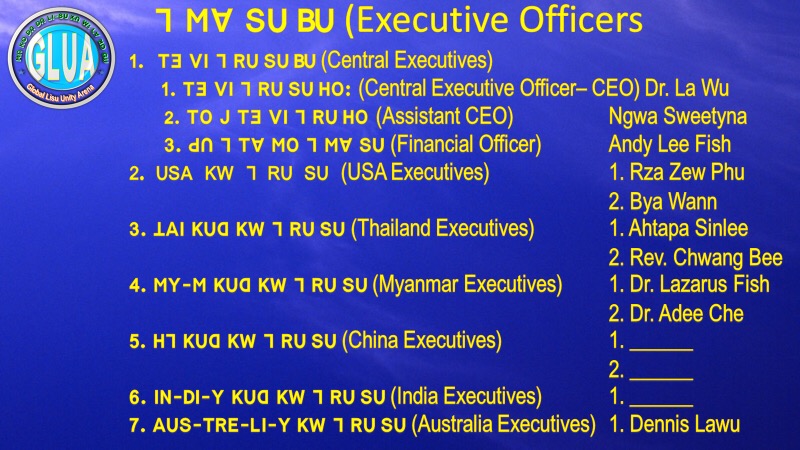 ꓶ ꓟꓯ ꓢꓴ ꓐꓴ (Executive Officers
GLUA
Global Lisu Unity Arena
1. ꓔꓱ ꓦꓲ ꓶ ꓣꓴ ꓢꓴ ꓐꓴ (Central Executives)
1. ꓔꓱ ꓦꓲ ꓶ ꓣꓴ ꓢꓴ ꓧꓳ: (Central Executive Officer– CEO) Dr. La Wu
2. ꓔꓳ ꓙ ꓔꓱ ꓦꓲ ꓶ ꓣꓴ ꓧꓳ (Assistant CEO) Ngwa Sweetyna
3. ꓒꓵ ꓶ ꓔꓯ ꓟꓳ ꓶ ꓟꓯ ꓢꓴ (Financial Officer) Andy Lee Fish
2. ꓴꓢꓮ ꓗꓪ ꓶ ꓣꓴ ꓢꓴ (USA Executives) 1. Rza Zew Phu
2. Bya Wann
3. ꓕꓮꓲ ꓗꓴꓷ ꓗꓪ ꓶ ꓣꓴ ꓢꓴ (Thailand Executives) 1. Ahtapa Sinlee
2. Rev. Chwang Bee
4. ꓟꓬ-ꓟ ꓗꓴꓷ ꓗꓪ ꓶ ꓣꓴ ꓢꓴ (Myanmar Executives) 1. Dr. Lazarus Fish
2. Dr. Adee Che
5. ꓧꓶ ꓗꓴꓷ ꓗꓪ ꓶ ꓣꓴ ꓢꓴ (China Executives) 1. ______
2. ______
6. ꓲꓠ-ꓓꓲ-ꓬ ꓗꓴꓷ ꓗꓪ ꓶ ꓣꓴ ꓢꓴ (India Executives) 1. ______
7. ꓮꓴꓢ-ꓔꓣꓰ-ꓡꓲ-ꓬ ꓗꓪ ꓶ ꓣꓴ ꓢꓴ (Australia Executives) 1. Dennis Lawu